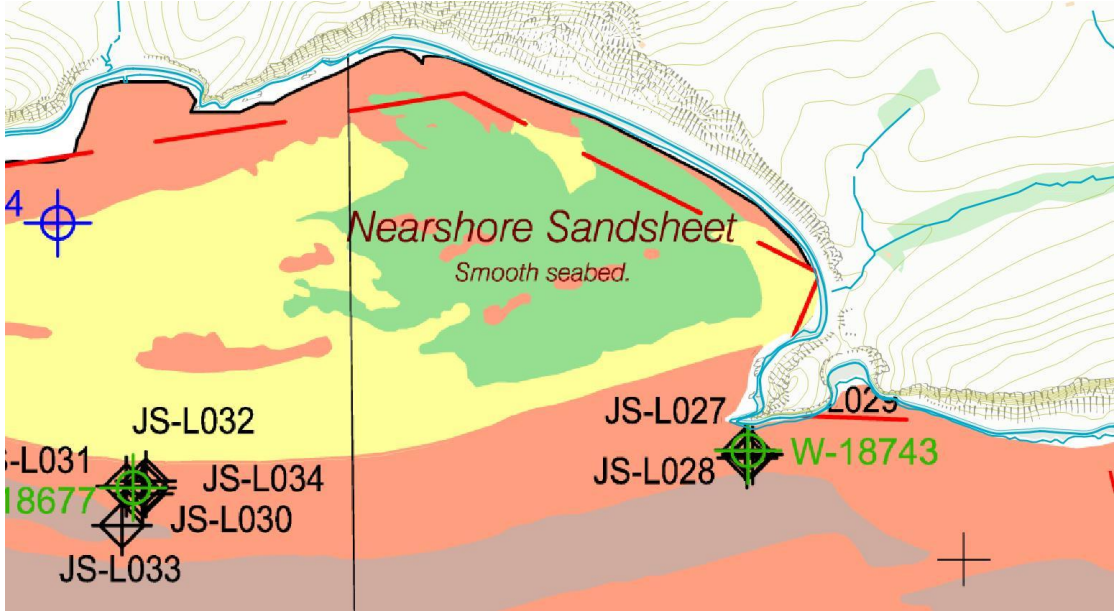 4
Nearshore Sandsheet
Smooth seabed.
JS-L032
JS-L027
L029
S-L031
W-18743
JS-L034
JS-L028
18677
JS-L030
JS-L033